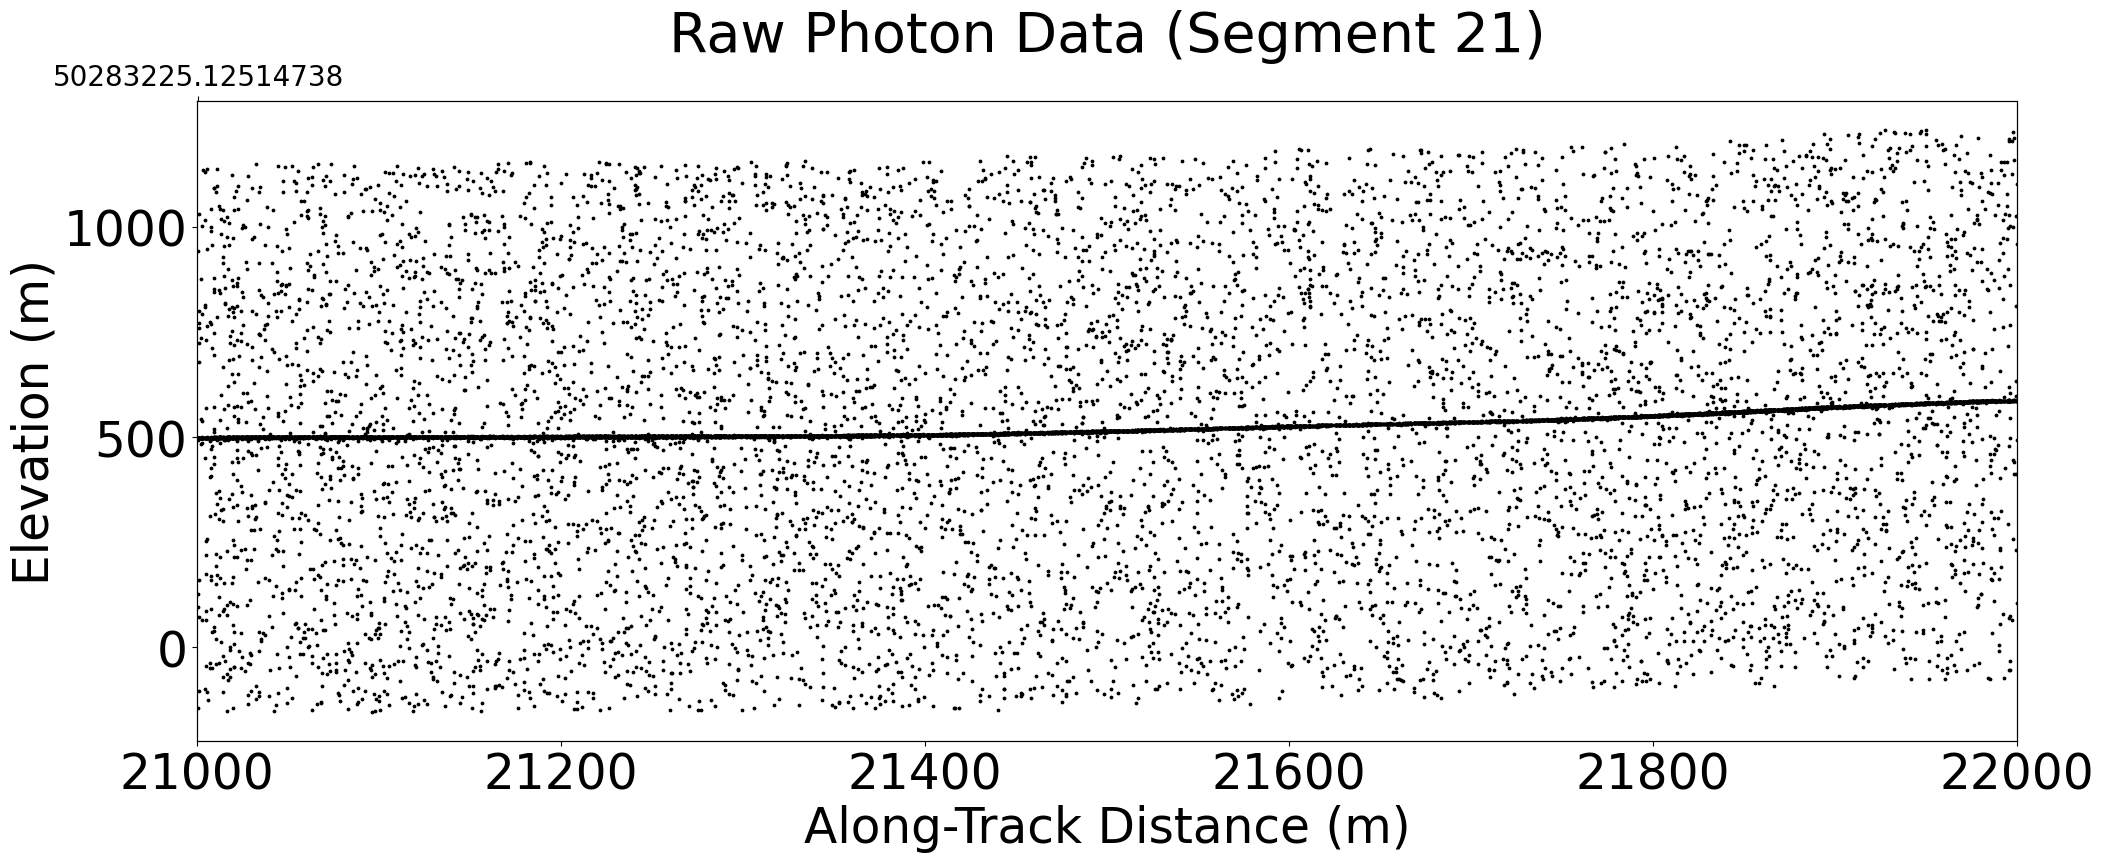 Raw Photon Data (Segment 21)
50283225.12514738
1000
500
0
Elevation (m)
21000 21200 21400 21600 21800 22000
Along-Track Distance (m)